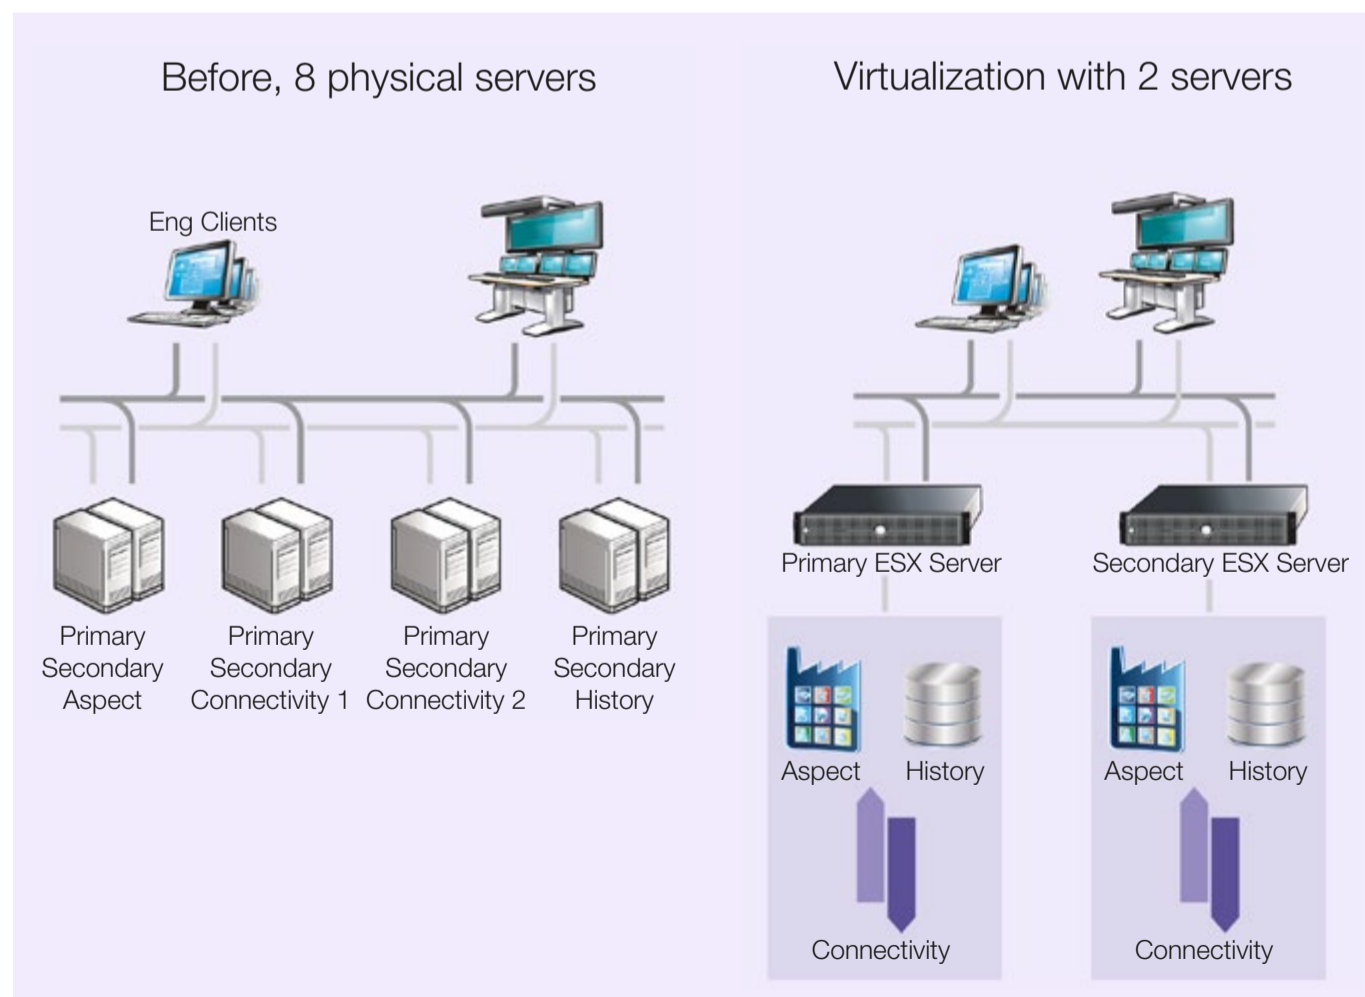 Before, 8 physical servers
Eng Clients
Primary
Secondary
Aspect
Primary
Secondary
Connectivity 1
Primary
Secondary
Connectivity 2
Primary
Secondary
History
Virtualization with 2 servers
Primary ESX Server
Secondary ESX Server
Aspect
History
Connectivity
Aspect
History
Connectivity